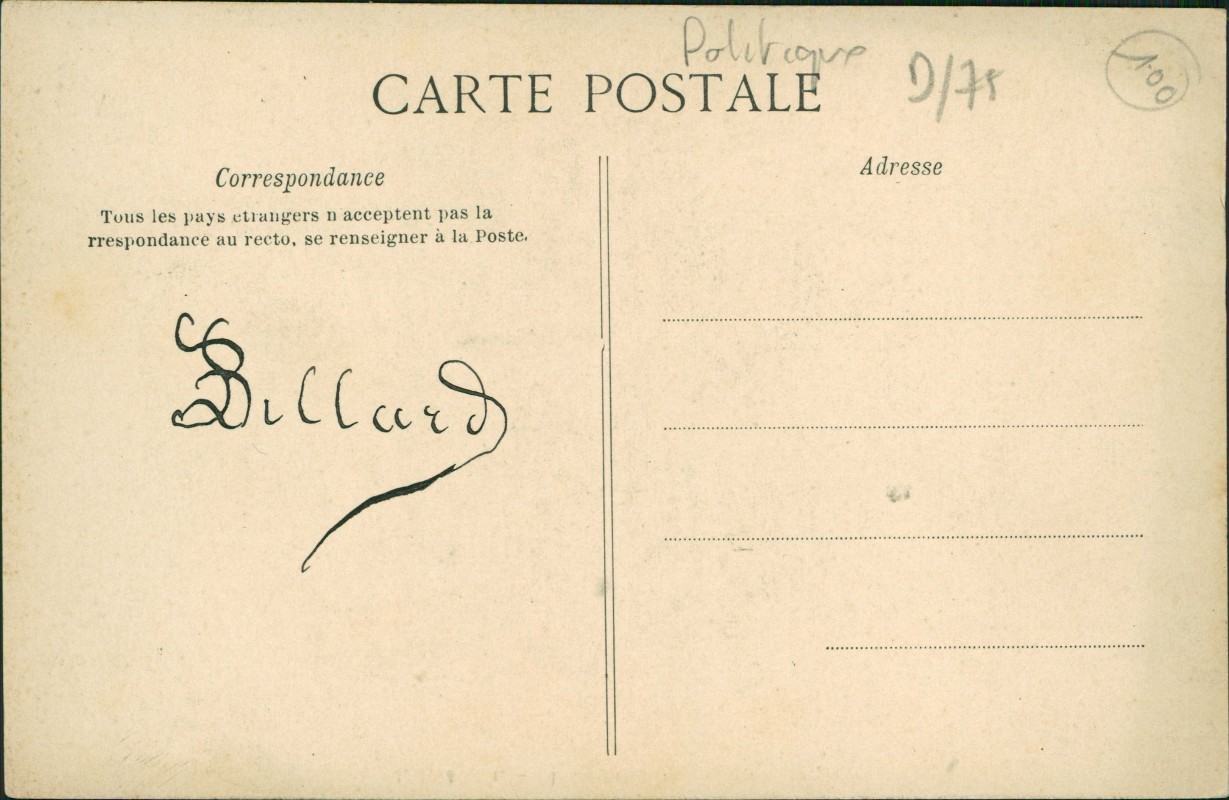 Politique
CARTE POSTALE
D/75
1.00
Correspondance
Tous les pays etrangers n acceptent pas la
rrespondance au recto, se renseigner à la Poste.
Adresse
Billard